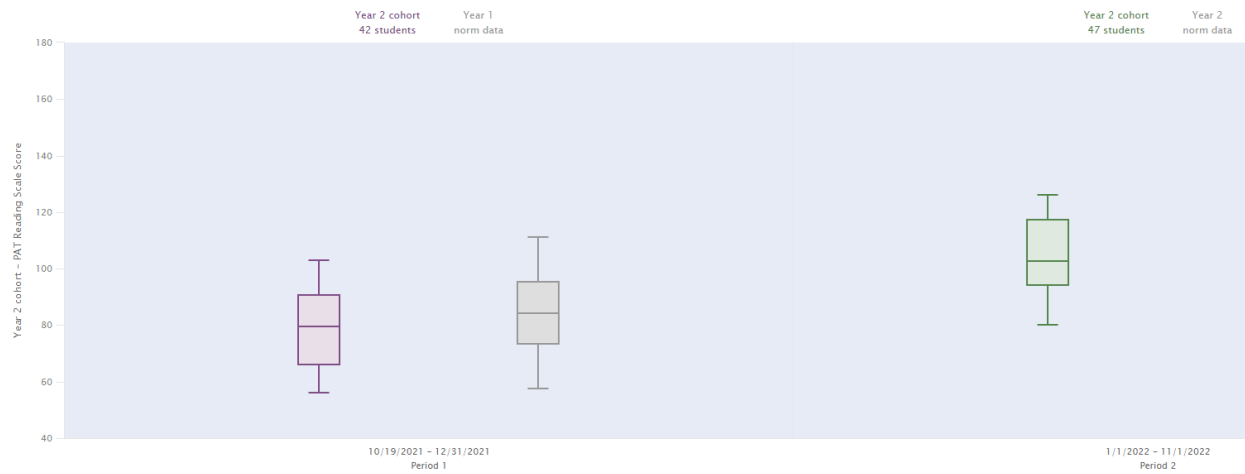 Year 2 cohort
42 students
Year 1
norm data
Year 2 cohort
47 students
Year 2
norm data
Year 2 cohort – PAT Reading Scale Score
180
160
140
120
100
80
60
40
10/19/2021 – 12/31/2021
Period 1
1/1/2022 – 11/1/2022
Period 2